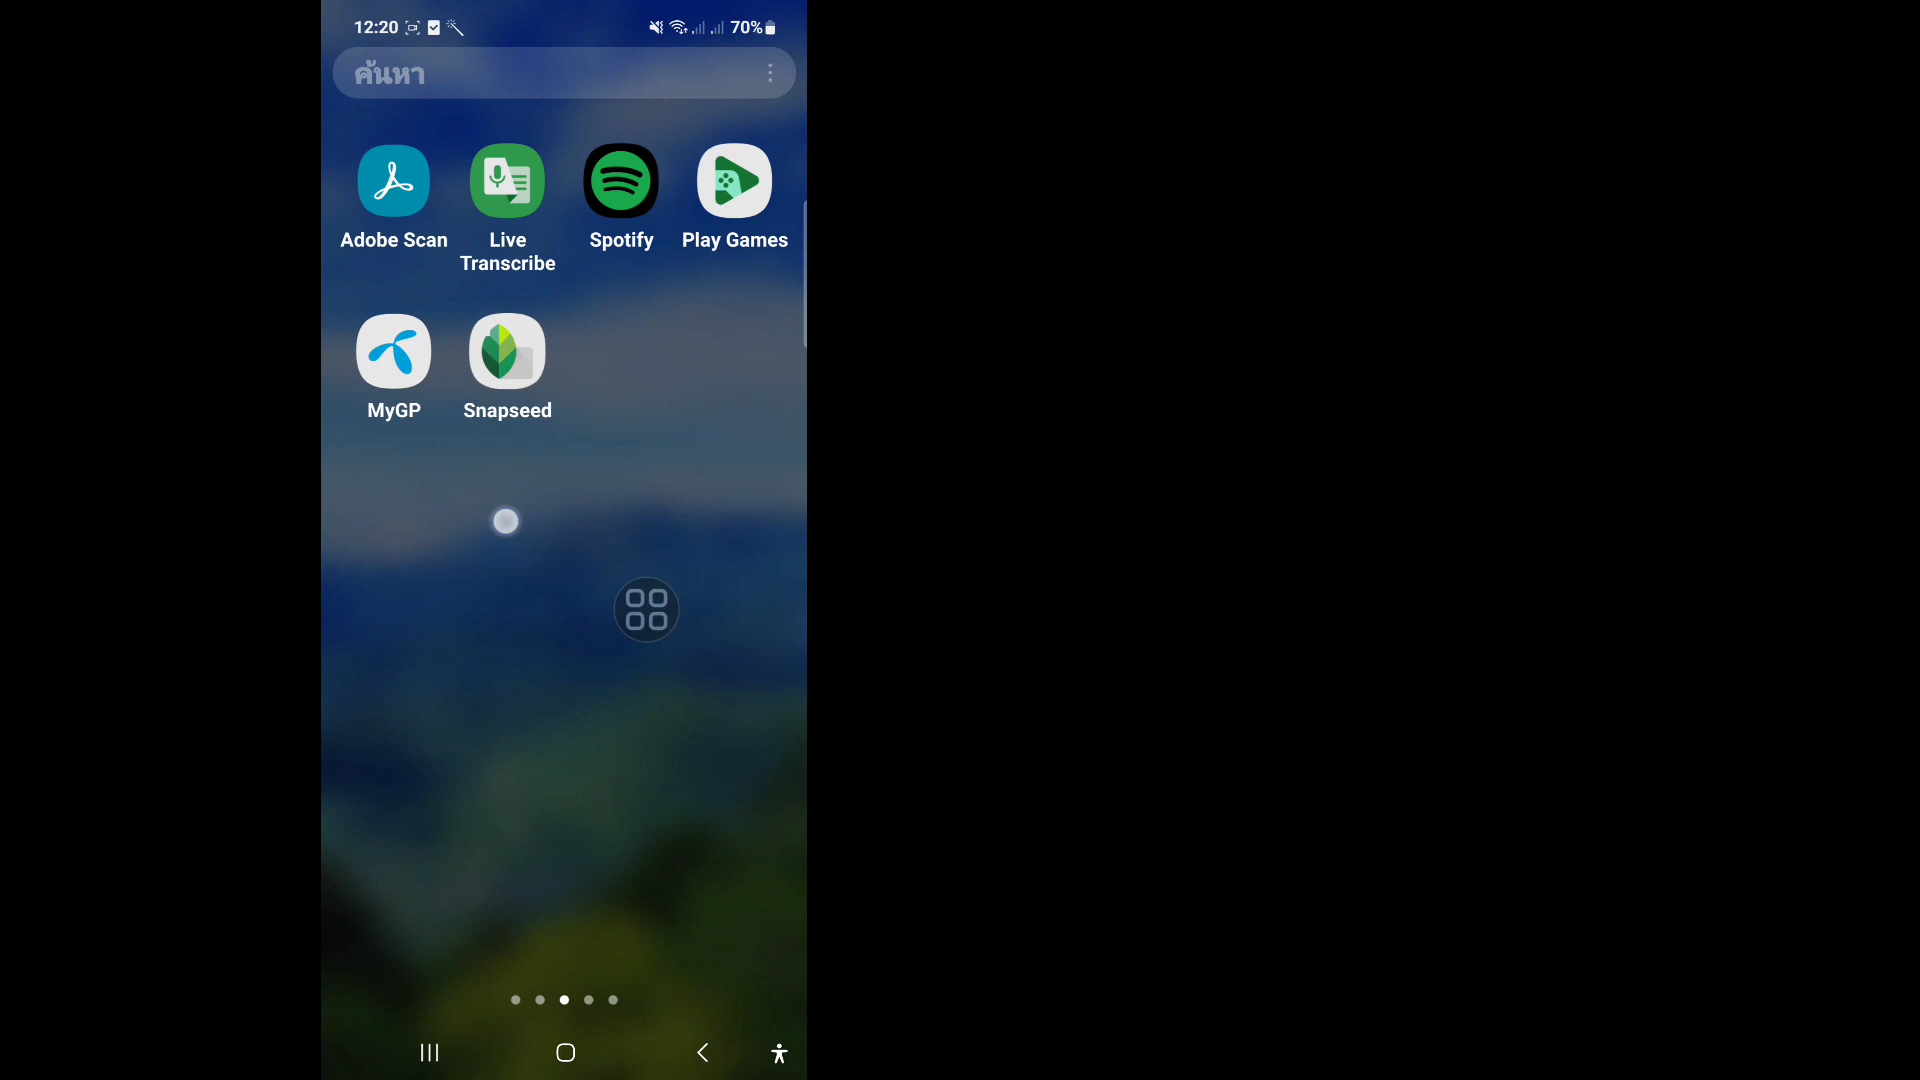 12:20
70%
ค้นหา
Adobe Scan
Live
Transcribe
Spotify
Play Games
MyGP
Snapseed